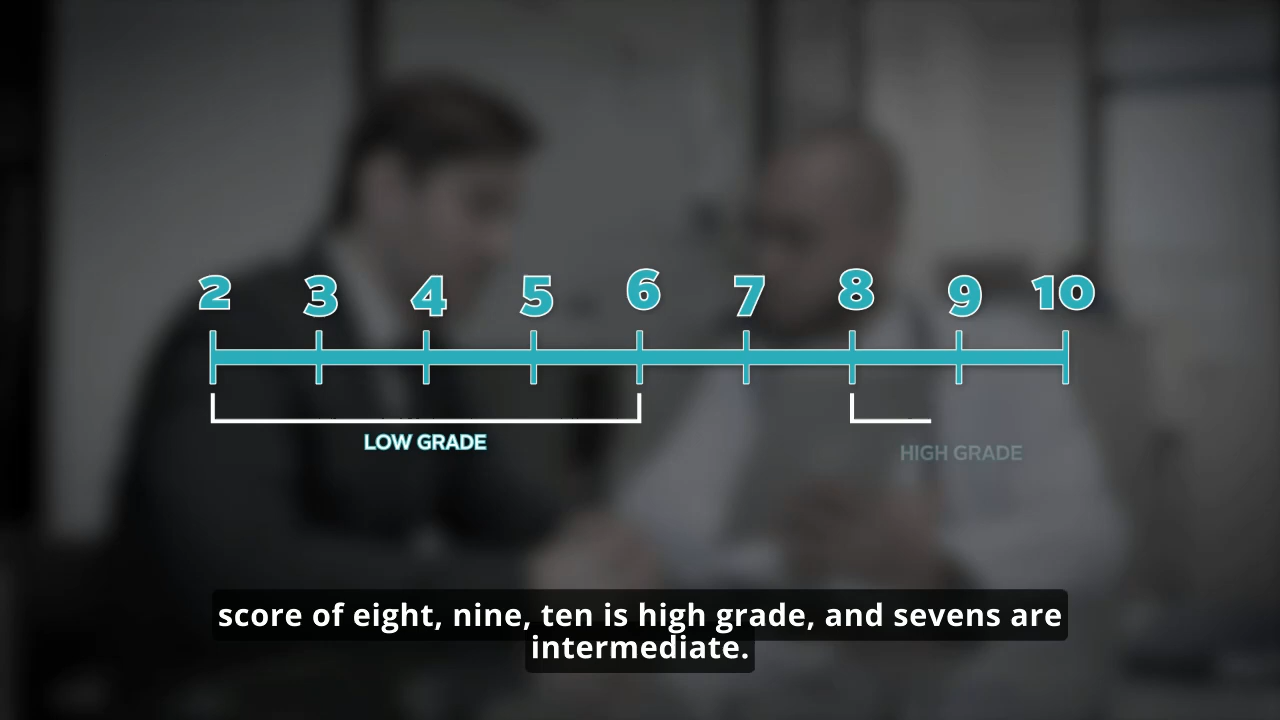 2 3 4 5 6 7 8 9 10
LOW GRADE
HIGH GRADE
score of eight, nine, ten is high grade, and sevens are
intermediate.